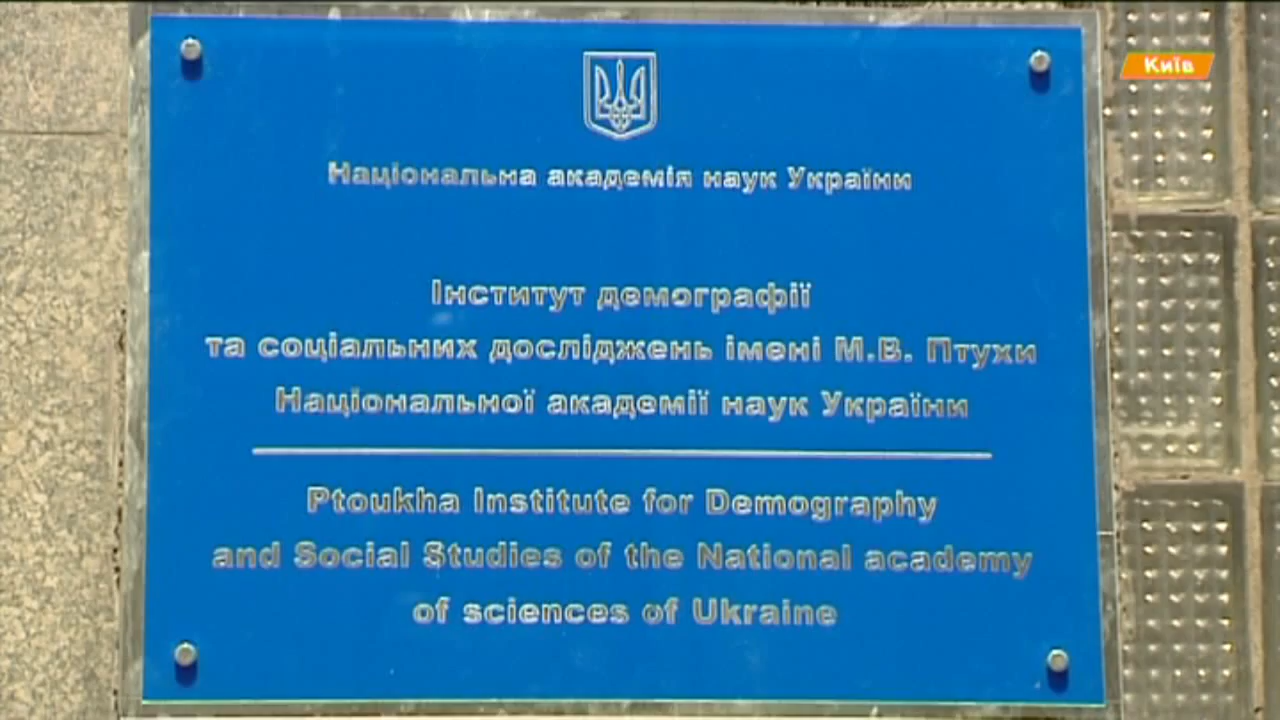 Київ
Національна академія наук України
Інститут демографії
та соціальних досліджень імені М.В. Птухи
Національної академії наук України
Ptoukha Institute for Demography
and Social Studies of the National academy
of sciences of Ukraine